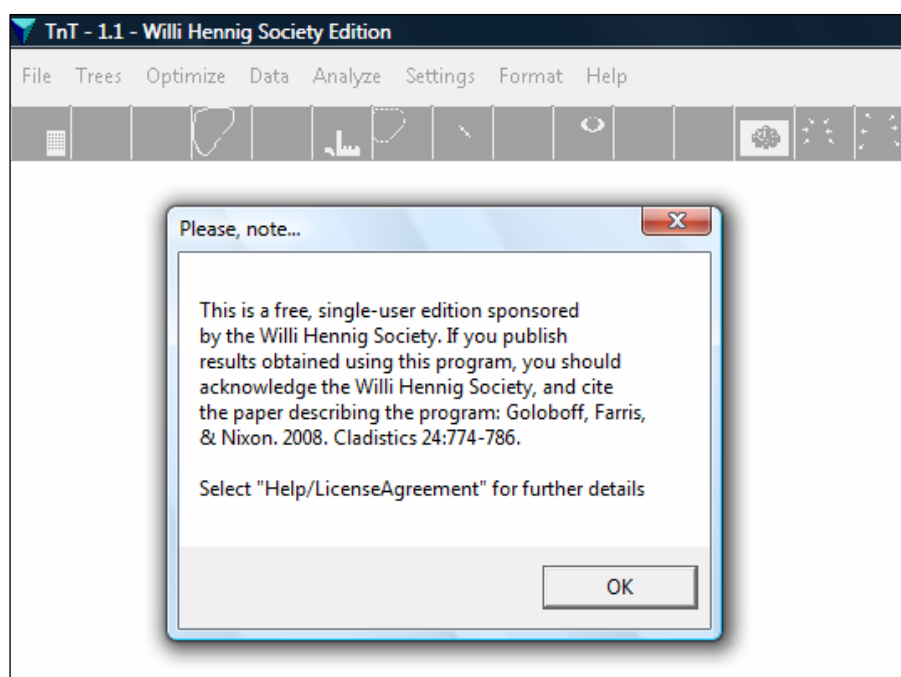 TnT - 1.1 - Willi Hennig Society Edition
File Trees Optimize Data Analyze Settings Format Help
Please, note...
This is a free, single-user edition sponsored
by the Willi Hennig Society. If you publish
results obtained using this program, you should
acknowledge the Willi Hennig Society, and cite
the paper describing the program: Goloboff, Farris,
& Nixon. 2008. Cladistics 24:774-786.
Select "Help/LicenseAgreement" for further details
OK